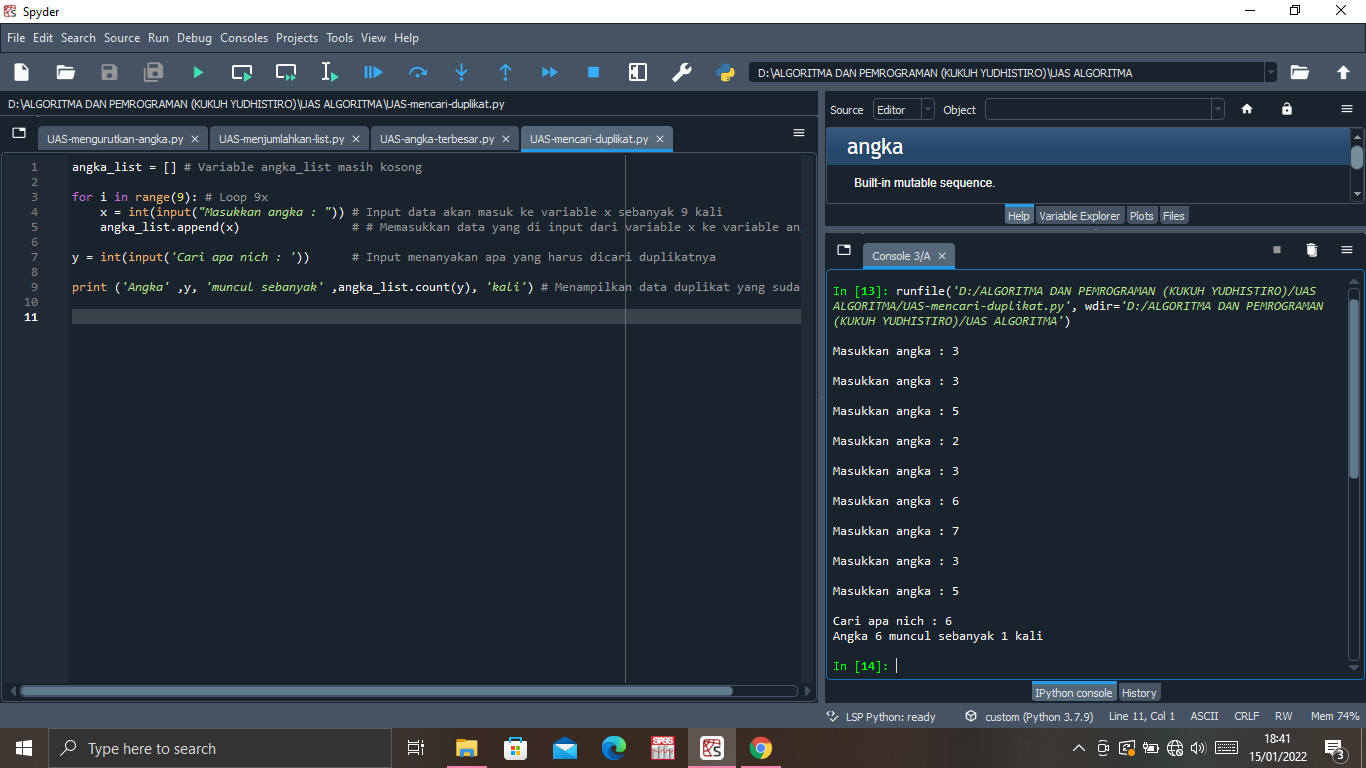 Spyder
File Edit Search Source Run Debug Consoles Projects Tools View Help
D:\ALGORITMA DAN PEMROGRAMAN (KUKUH YUDHISTIRO)\UAS ALGORITMA
D:\ALGORITMA DAN PEMROGRAMAN (KUKUH YUDHISTIRO)\UAS ALGORITMA\UAS-mencari-duplikat.py
UAS-mengurutkan-angka.py UAS-menjumlahkan-list.py UAS-angka-terbesar.py UAS-mencari-duplikat.py
1 angka_list = [] # Variable angka_list masih kosong
2
3 for i in range(9): # Loop 9x
4 x = int(input("Masukkan angka : ")) # Input data akan masuk ke variable x sebanyak 9 kali
5 angka_list.append(x) # # Memasukkan data yang di input dari variable x ke variable an
6
7 y = int(input('Cari apa nich : ')) # Input menanyakan apa yang harus dicari duplikatnya
8
9 print ('Angka' ,y, 'muncul sebanyak' ,angka_list.count(y), 'kali') # Menampilkan data duplikat yang suda
10
11
Source Editor Object
angka
Built-in mutable sequence.
Help Variable Explorer Plots Files
Console 3/A
In [13]: runfile('D:/ALGORITMA DAN PEMROGRAMAN (KUKUH YUDHISTIRO)/UAS
ALGORITMA/UAS-mencari-duplikat.py', wdir='D:/ALGORITMA DAN PEMROGRAMAN
(KUKUH YUDHISTIRO)/UAS ALGORITMA')
Masukkan angka : 3
Masukkan angka : 3
Masukkan angka : 5
Masukkan angka : 2
Masukkan angka : 3
Masukkan angka : 6
Masukkan angka : 7
Masukkan angka : 3
Masukkan angka : 5
Cari apa nich : 6
Angka 6 muncul sebanyak 1 kali
In [14]:
IPython console History
LSP Python: ready custom (Python 3.7.9) Line 11, Col 1 ASCII CRLF RW Mem 74%
Type here to search
SPSS
18:41
15/01/2022
3